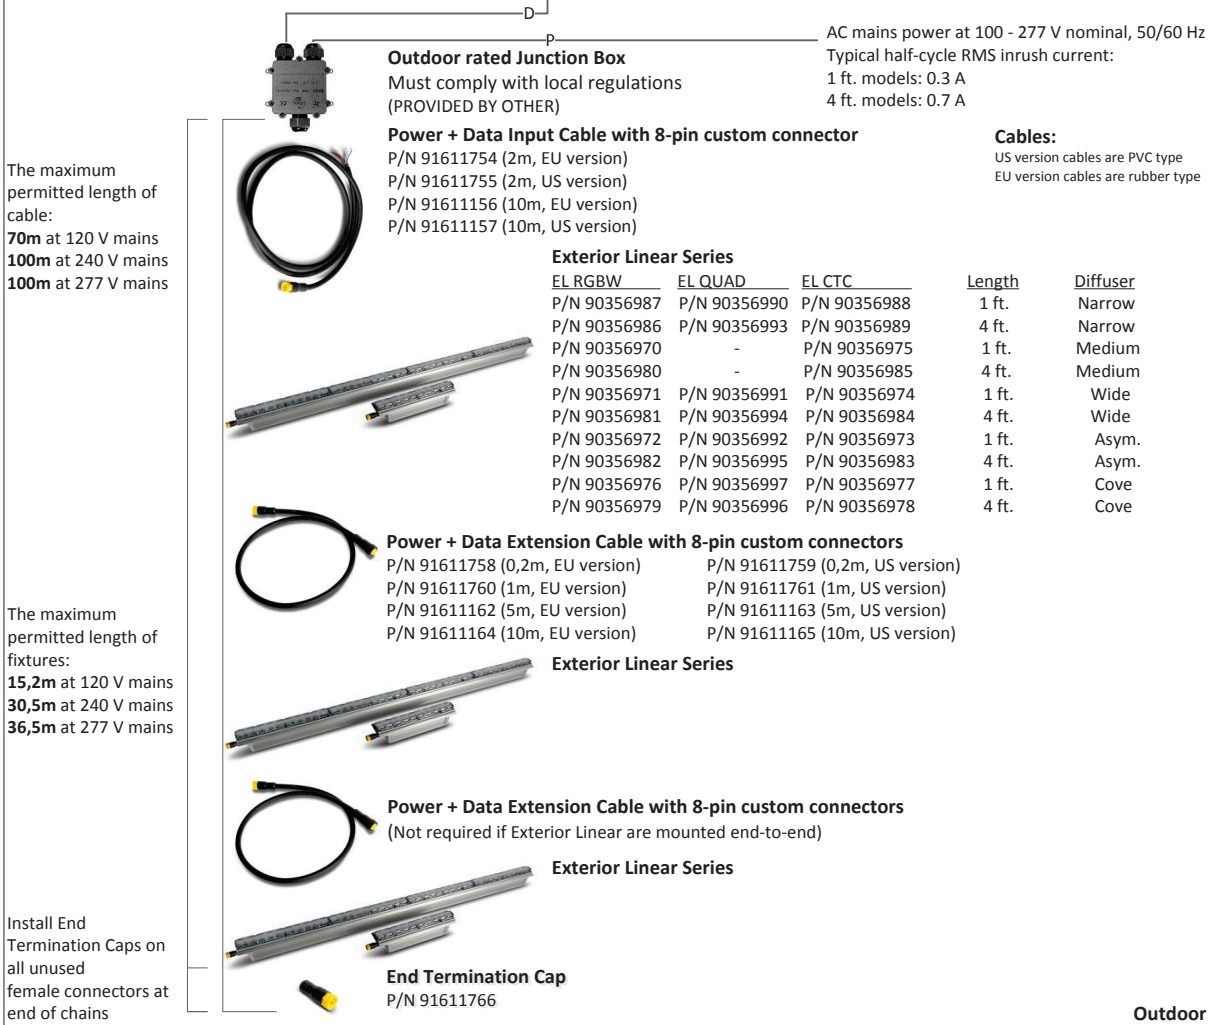 D
P
AC mains power at 100 - 277 V nominal, 50/60 Hz
Typical half-cycle RMS inrush current:
1 ft. models: 0.3 A
4 ft. models: 0.7 A
Outdoor rated Junction Box
Must comply with local regulations
(PROVIDED BY OTHER)
Power + Data Input Cable with 8-pin custom connector
P/N 91611754 (2m, EU version)
P/N 91611755 (2m, US version)
P/N 91611156 (10m, EU version)
P/N 91611157 (10m, US version)
Cables:
US version cables are PVC type
EU version cables are rubber type
The maximum
permitted length of
cable:
70m at 120 V mains
100m at 240 V mains
100m at 277 V mains
Exterior Linear Series
EL RGBW EL QUAD EL CTC Length Diffuser
P/N 90356987 P/N 90356990 P/N 90356988 1 ft. Narrow
P/N 90356986 P/N 90356993 P/N 90356989 4 ft. Narrow
P/N 90356970 - P/N 90356975 1 ft. Medium
P/N 90356980 - P/N 90356985 4 ft. Medium
P/N 90356971 P/N 90356991 P/N 90356974 1 ft. Wide
P/N 90356981 P/N 90356994 P/N 90356984 4 ft. Wide
P/N 90356972 P/N 90356992 P/N 90356973 1 ft. Asym.
P/N 90356982 P/N 90356995 P/N 90356983 4 ft. Asym.
P/N 90356976 P/N 90356997 P/N 90356977 1 ft. Cove
P/N 90356979 P/N 90356996 P/N 90356978 4 ft. Cove
Power + Data Extension Cable with 8-pin custom connectors
P/N 91611758 (0,2m, EU version) P/N 91611759 (0,2m, US version)
P/N 91611760 (1m, EU version) P/N 91611761 (1m, US version)
P/N 91611162 (5m, EU version) P/N 91611163 (5m, US version)
P/N 91611164 (10m, EU version) P/N 91611165 (10m, US version)
The maximum
permitted length of
fixtures:
15,2m at 120 V mains
30,5m at 240 V mains
36,5m at 277 V mains
Exterior Linear Series
Power + Data Extension Cable with 8-pin custom connectors
(Not required if Exterior Linear are mounted end-to-end)
Exterior Linear Series
Install End
Termination Caps on
all unused
female connectors at
end of chains
End Termination Cap
P/N 91611766
Outdoor